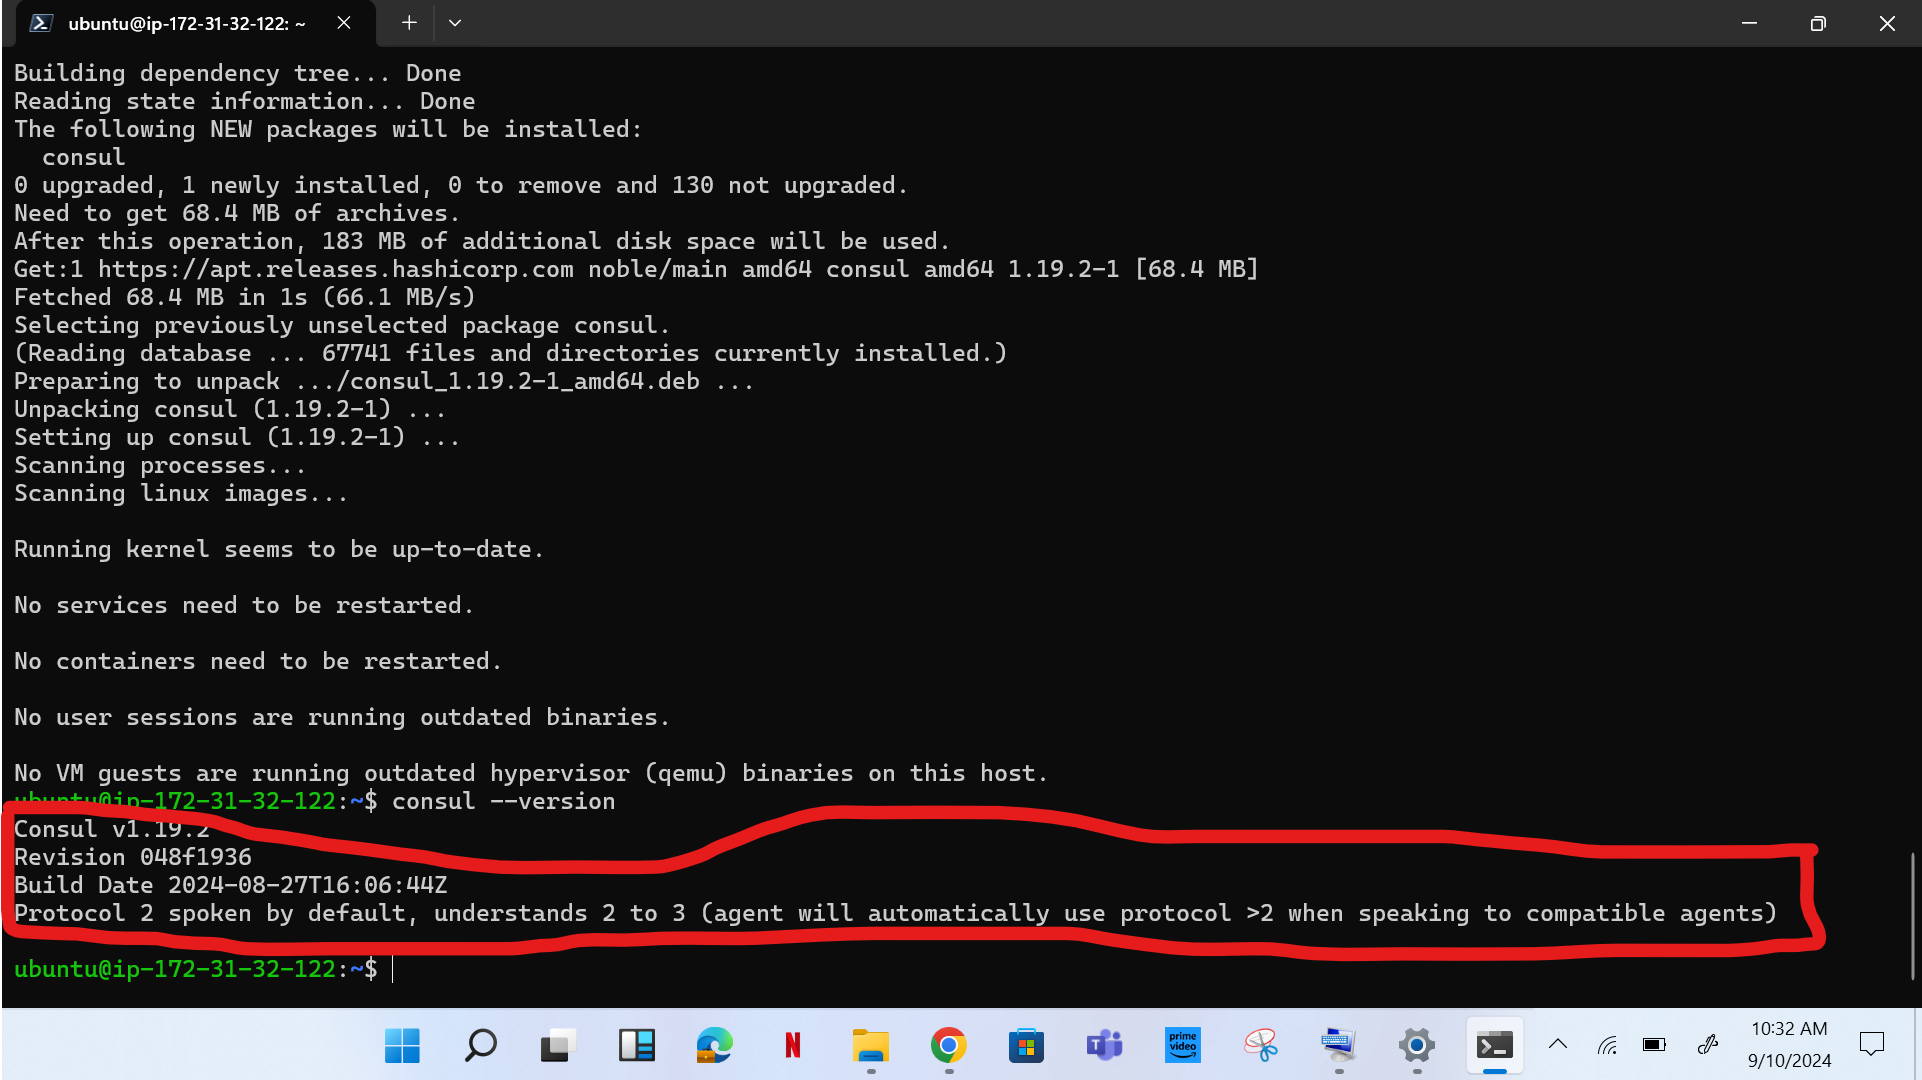 ubuntu@ip-172-31-32-122: ~
Building dependency tree... Done
Reading state information... Done
The following NEW packages will be installed:
  consul
0 upgraded, 1 newly installed, 0 to remove and 130 not upgraded.
Need to get 68.4 MB of archives.
After this operation, 183 MB of additional disk space will be used.
Get:1 https://apt.releases.hashicorp.com noble/main amd64 consul amd64 1.19.2-1 [68.4 MB]
Fetched 68.4 MB in 1s (66.1 MB/s)
Selecting previously unselected package consul.
(Reading database ... 67741 files and directories currently installed.)
Preparing to unpack .../consul_1.19.2-1_amd64.deb ...
Unpacking consul (1.19.2-1) ...
Setting up consul (1.19.2-1) ...
Scanning processes...
Scanning linux images...
Running kernel seems to be up-to-date.
No services need to be restarted.
No containers need to be restarted.
No user sessions are running outdated binaries.
No VM guests are running outdated hypervisor (qemu) binaries on this host.
ubuntu@ip-172-31-32-122:~$ consul --version
Consul v1.19.2
Revision 048f1936
Build Date 2024-08-27T16:06:44Z
Protocol 2 spoken by default, understands 2 to 3 (agent will automatically use protocol >2 when speaking to compatible agents)
ubuntu@ip-172-31-32-122:~$
N
T
prime video
10:32 AM
9/10/2024